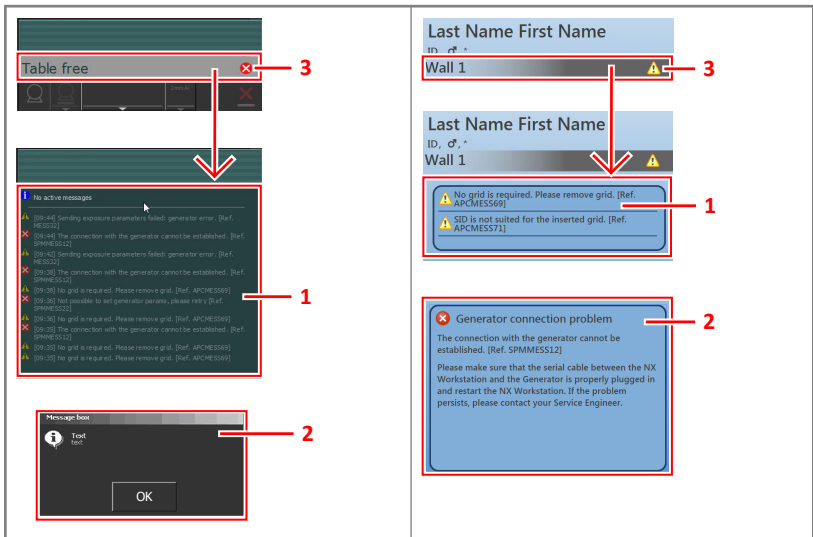 Table free
3
2mmAl
No active messages
[09:44] Sending exposure parameters failed: generator error. [Ref.
MESS32]
[09:44] The connection with the generator cannot be established. [Ref.
SPMMESS12]
[09:42] Sending exposure parameters failed: generator error. [Ref.
MESS32]
[09:38] The connection with the generator cannot be established. [Ref.
SPMMESS12]
[09:38] No grid is required. Please remove grid. [Ref. APCMESS69]
[09:36] Not possible to set generator params, please retry [Ref.
SPMMESS22]
[09:36] No grid is required. Please remove grid. [Ref. APCMESS69]
[09:35] The connection with the generator cannot be established. [Ref.
SPMMESS12]
[09:35] No grid is required. Please remove grid. [Ref. APCMESS69]
[09:35] No grid is required. Please remove grid. [Ref. APCMESS69]
1
Message box
Text
text
OK
2
Last Name First Name
ID, ♂, *
Wall 1
3
Last Name First Name
ID, ♂, *
Wall 1
No grid is required. Please remove grid. [Ref.
APCMESS69]
SID is not suited for the inserted grid. [Ref.
APCMESS71]
1
Generator connection problem
The connection with the generator cannot be
established. [Ref. SPMMESS12]
Please make sure that the serial cable between the NX
Workstation and the Generator is properly plugged in
and restart the NX Workstation. If the problem
persists, please contact your Service Engineer.
2